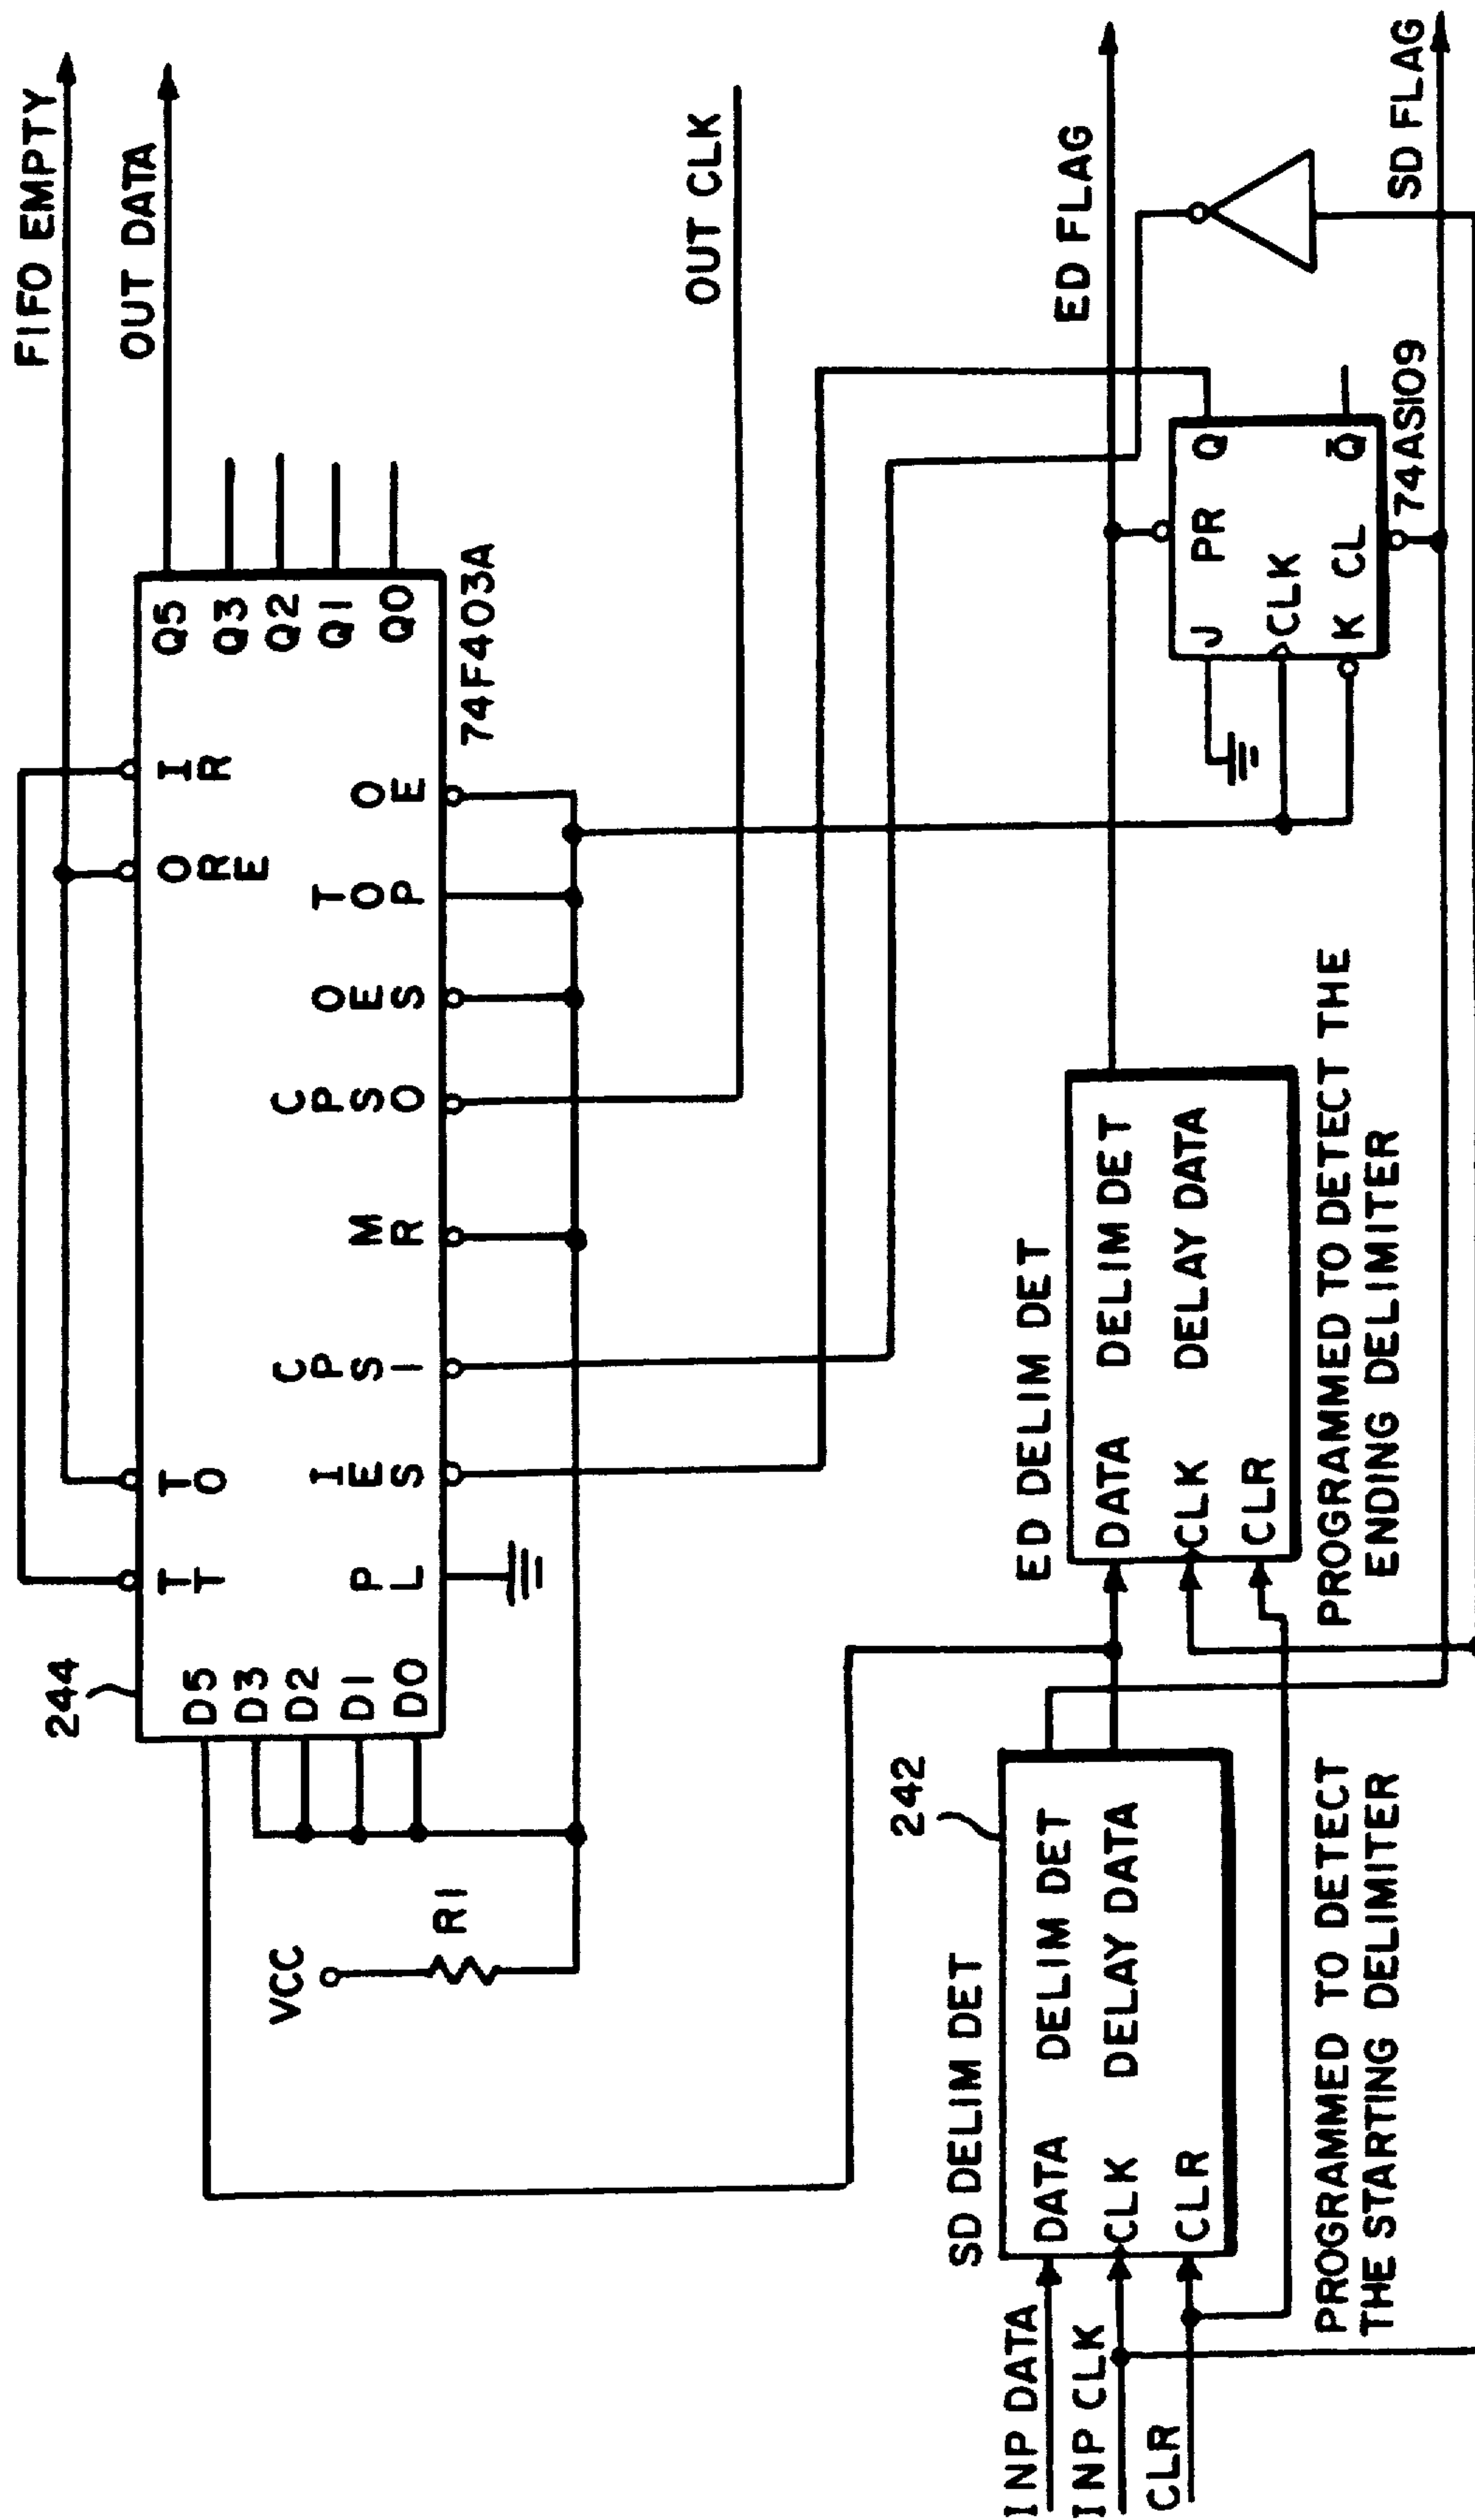 FIFO EMPTY
OUT DATA
244
TT
TO
ORE
IR
D5
D3
D2
D1
D0
Q5
Q3
Q2
Q1
Q0
PL
IES
CPSI
MR
CPSO
OES
TOP
OE
74F403A
VCC
R1
OUT CLK
242
SD DELIM DET
DATA DELIM DET
CLK DELAY DATA
CLR
INP DATA
INP CLK
CLR
PROGRAMMED TO DETECT
THE STARTING DELIMITER
ED DELIM DET
DATA DELIM DET
CLK DELAY DATA
CLR
PROGRAMMED TO DETECT THE
ENDING DELIMITER
ED FLAG
J PR Q
CLK
K CL Q̅
74AS109
SD FLAG